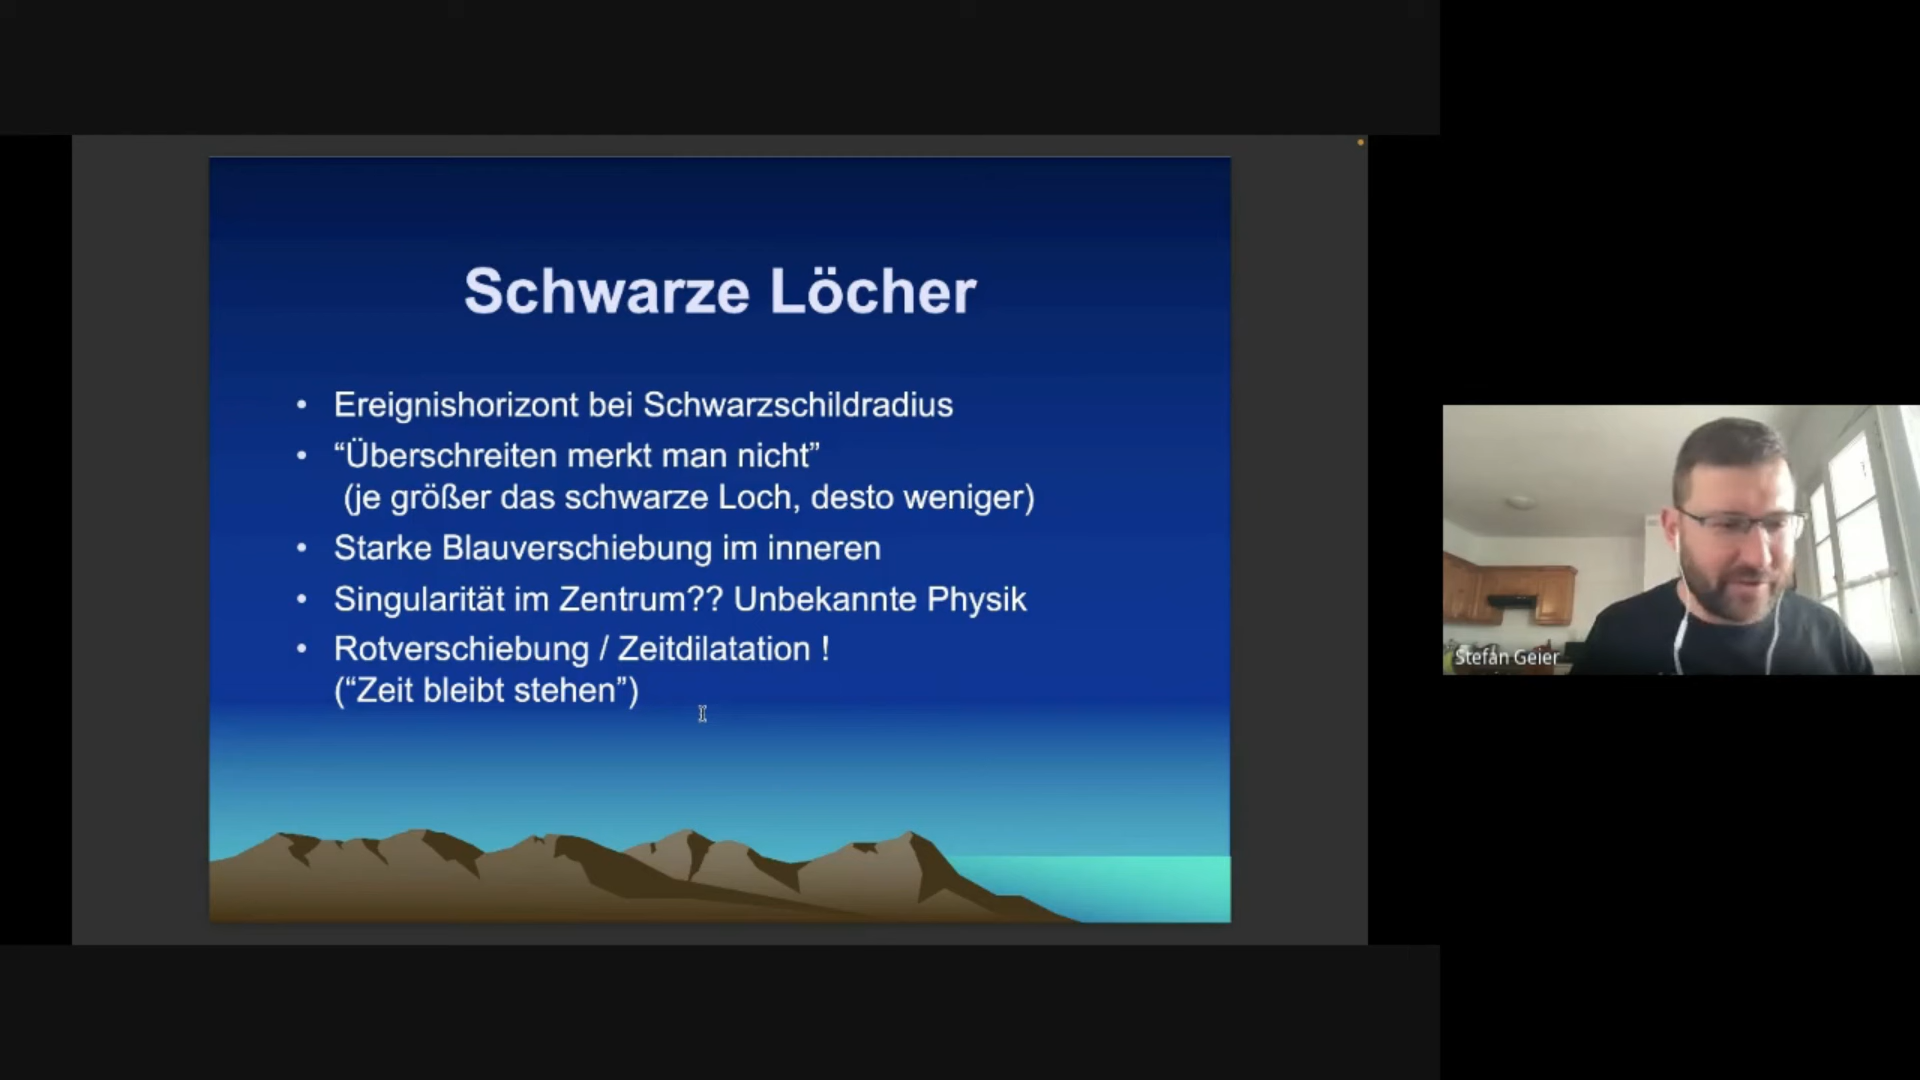 Schwarze Löcher
• Ereignishorizont bei Schwarzschildradius
• “Überschreiten merkt man nicht”
(je größer das schwarze Loch, desto weniger)
• Starke Blauverschiebung im inneren
• Singularität im Zentrum?? Unbekannte Physik
• Rotverschiebung / Zeitdilatation !
(“Zeit bleibt stehen”)
Stefan Geier